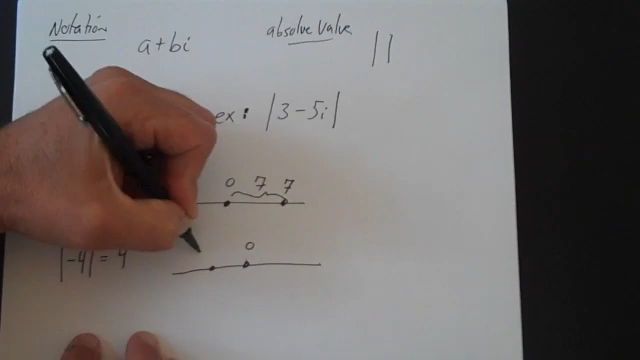 Notation
absolute value
a+bi
||
ex: |3-5i|
0 7 7
0
|-4| = 4